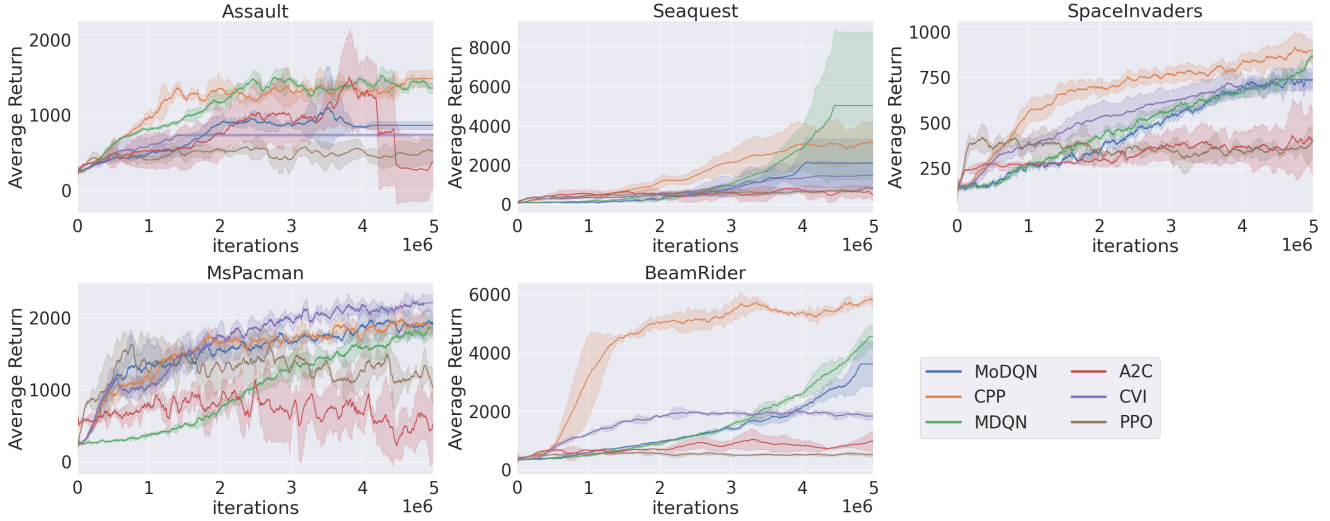 Assault
Average Return
2000
1000
0
0 1 2 3 4 5
iterations 1e6
Seaquest
Average Return
8000
6000
4000
2000
0
0 1 2 3 4 5
iterations 1e6
SpaceInvaders
Average Return
1000
750
500
250
0 1 2 3 4 5
iterations 1e6
MsPacman
Average Return
2000
1000
0
0 1 2 3 4 5
iterations 1e6
BeamRider
Average Return
6000
4000
2000
0
0 1 2 3 4 5
iterations 1e6
MoDQN A2C
CPP CVI
MDQN PPO